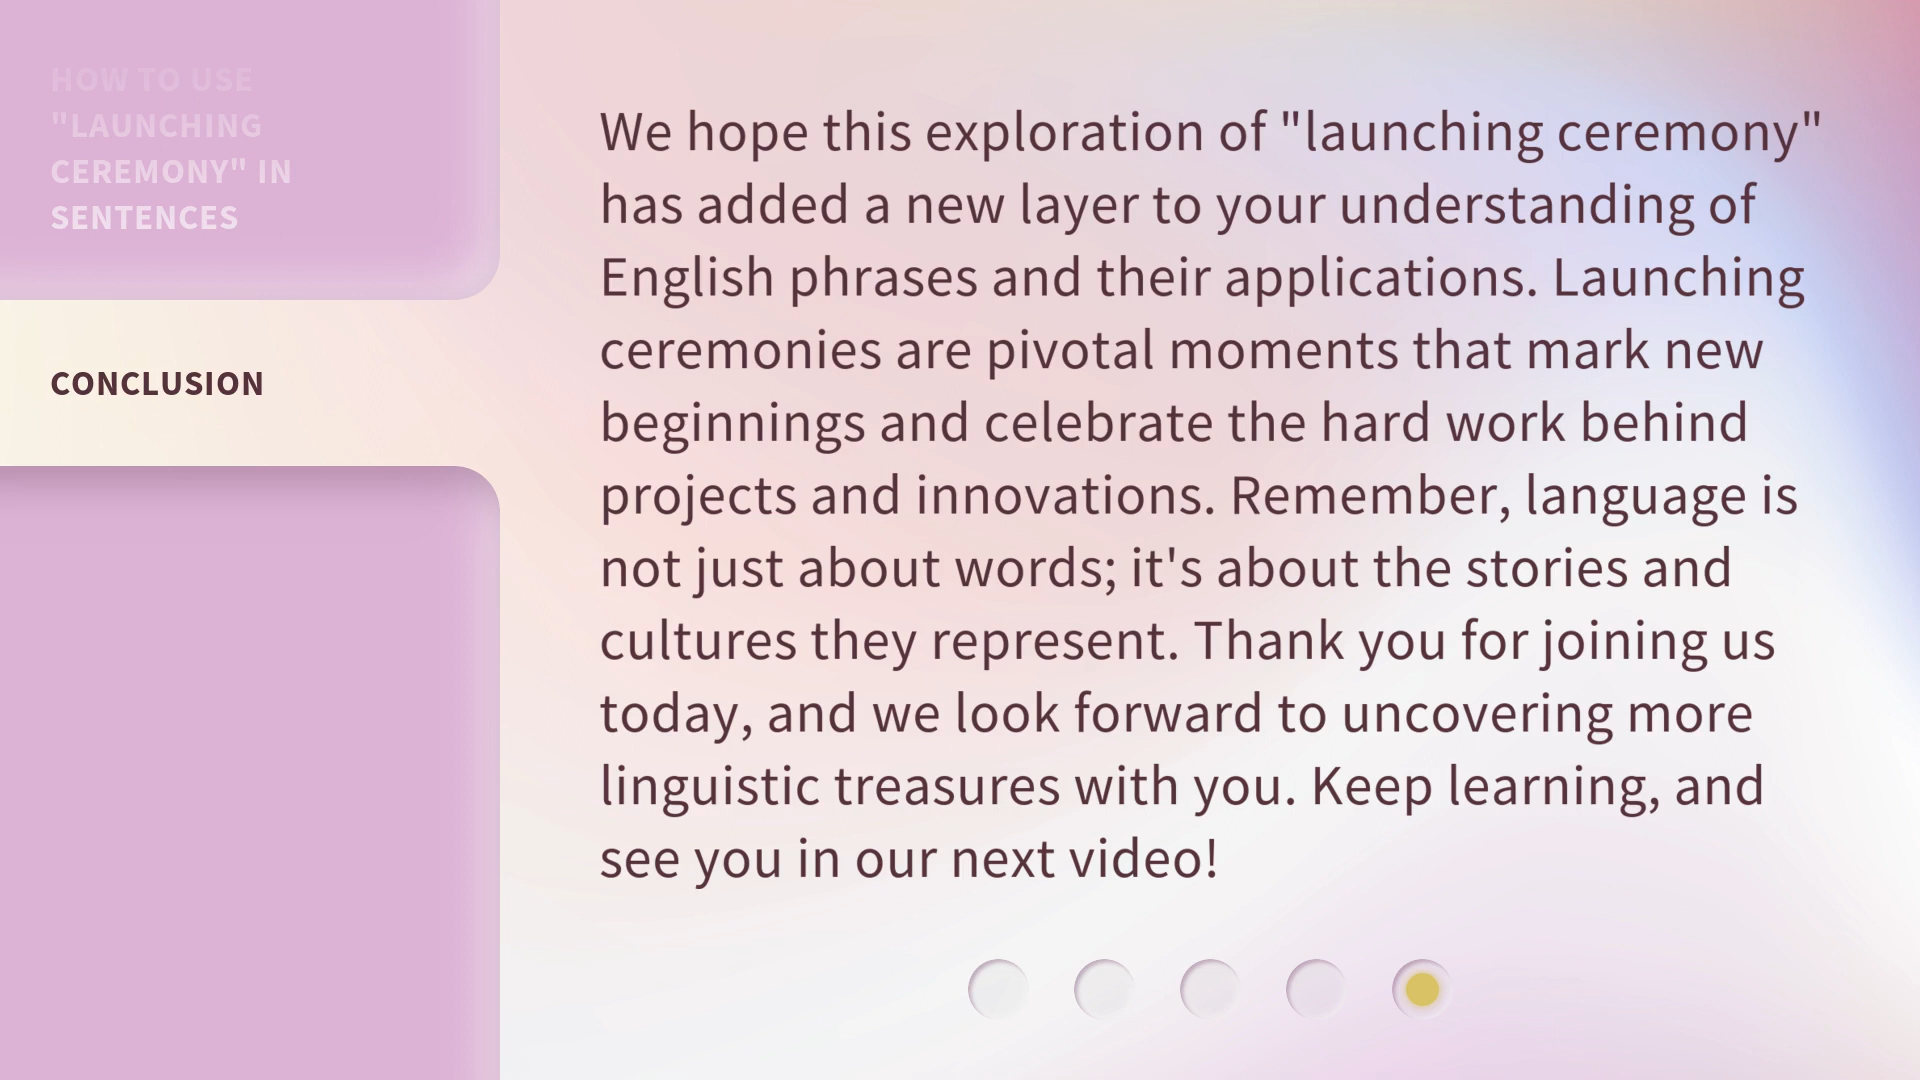 HOW TO USE
"LAUNCHING
CEREMONY" IN
SENTENCES
CONCLUSION
We hope this exploration of "launching ceremony"
has added a new layer to your understanding of
English phrases and their applications. Launching
ceremonies are pivotal moments that mark new
beginnings and celebrate the hard work behind
projects and innovations. Remember, language is
not just about words; it's about the stories and
cultures they represent. Thank you for joining us
today, and we look forward to uncovering more
linguistic treasures with you. Keep learning, and
see you in our next video!